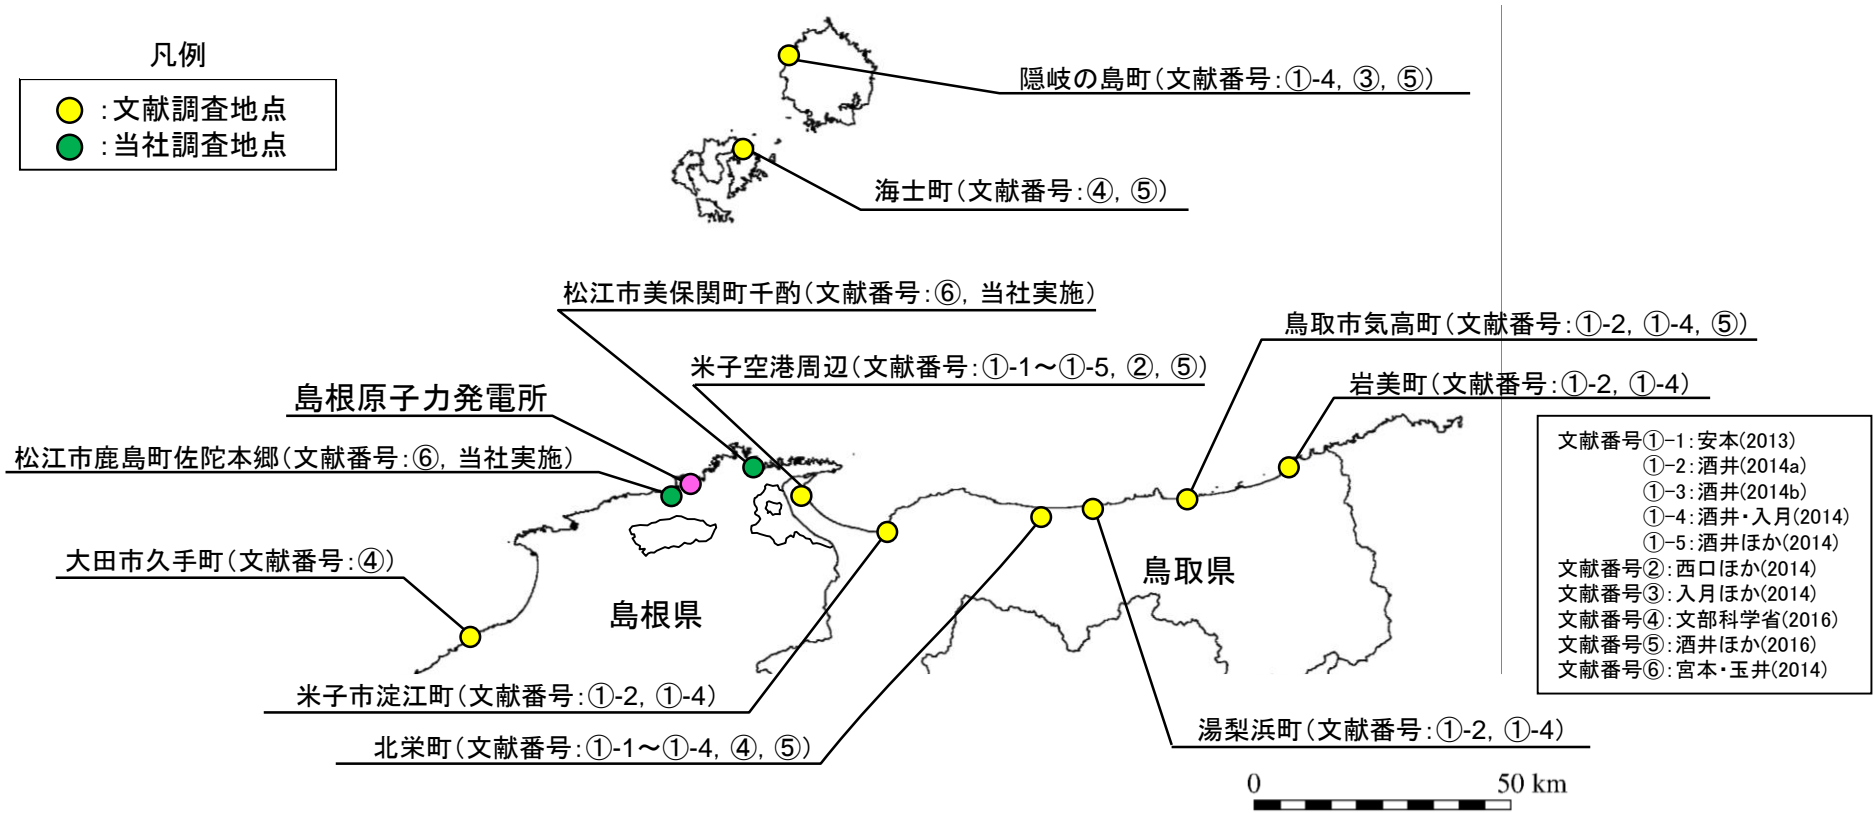 凡例
：文献調査地点
：当社調査地点
隠岐の島町（文献番号：①-4, ③, ⑤）
海士町（文献番号：④, ⑤）
松江市美保関町千酌（文献番号：⑥, 当社実施）
鳥取市気高町（文献番号：①-2, ①-4, ⑤）
米子空港周辺（文献番号：①-1～①-5, ②, ⑤）
岩美町（文献番号：①-2, ①-4）
島根原子力発電所
松江市鹿島町佐陀本郷（文献番号：⑥, 当社実施）
大田市久手町（文献番号：④）
島根県
鳥取県
米子市淀江町（文献番号：①-2, ①-4）
北栄町（文献番号：①-1～①-4, ④, ⑤）
湯梨浜町（文献番号：①-2, ①-4）
文献番号①-1：安本(2013)
①-2：酒井(2014a)
①-3：酒井(2014b)
①-4：酒井・入月(2014)
①-5：酒井ほか(2014)
文献番号②：西口ほか(2014)
文献番号③：入月ほか(2014)
文献番号④：文部科学省(2016)
文献番号⑤：酒井ほか(2016)
文献番号⑥：宮本・玉井(2014)
0 50 km